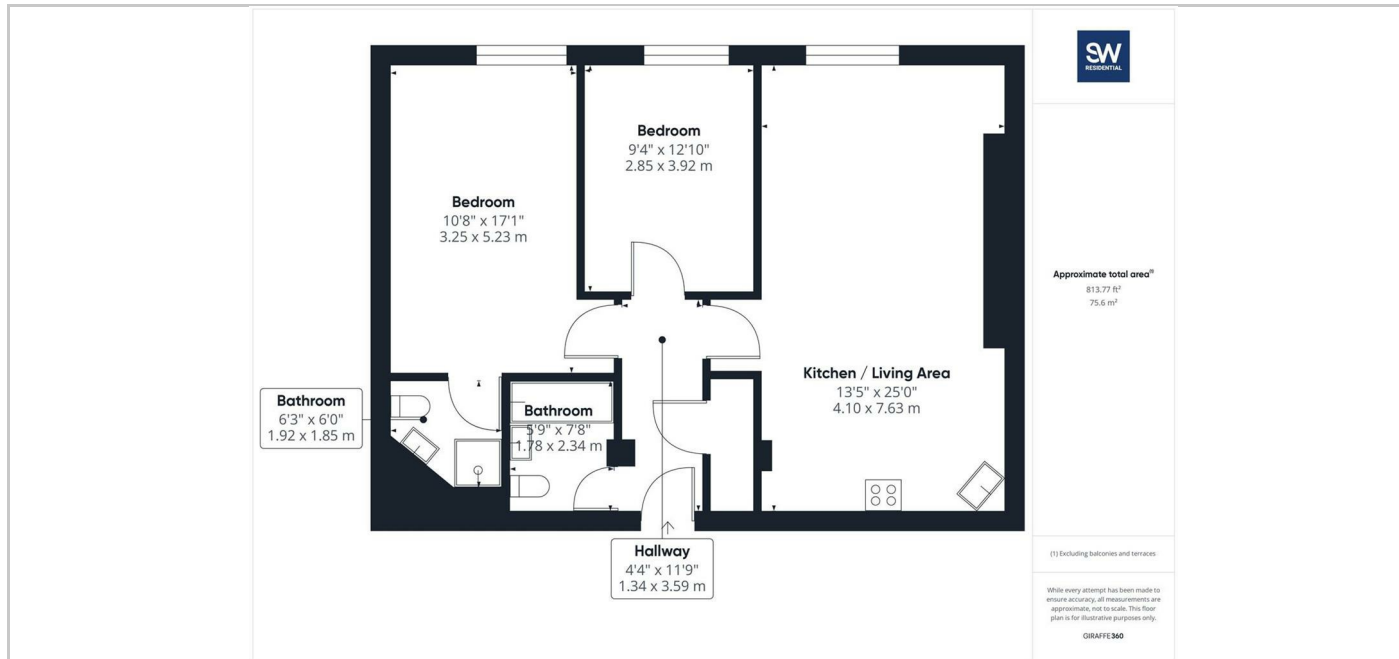 Bedroom
10'8" x 17'1"
3.25 x 5.23 m
Bedroom
9'4" x 12'10"
2.85 x 3.92 m
Kitchen / Living Area
13'5" x 25'0"
4.10 x 7.63 m
Bathroom
6'3" x 6'0"
1.92 x 1.85 m
Bathroom
5'9" x 7'8"
1.78 x 2.34 m
Hallway
4'4" x 11'9"
1.34 x 3.59 m
SW
RESIDENTIAL
Approximate total area⁽¹⁾
813.77 ft²
75.6 m²
(1) Excluding balconies and terraces
While every attempt has been made to
ensure accuracy, all measurements are
approximate, not to scale. This floor
plan is for illustrative purposes only.
GIRAFFE360